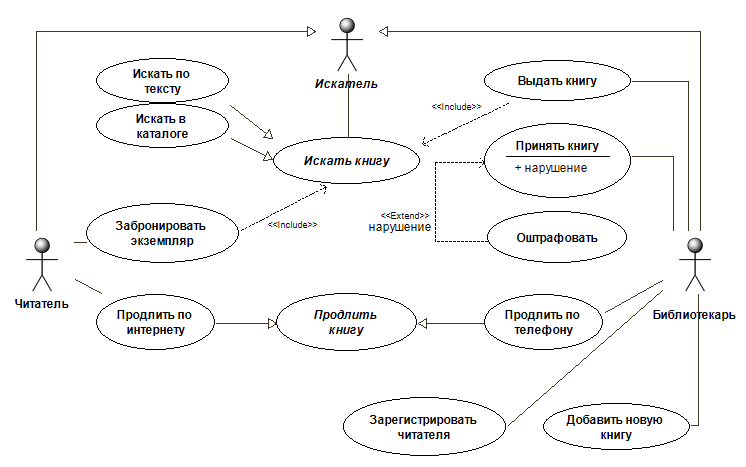 Искатель
Искать по
тексту
Искать в
каталоге
Искать книгу
<<Include>>
Выдать книгу
Принять книгу
+ нарушение
<<Extend>>
нарушение
Оштрафовать
Забронировать
экземпляр
<<Include>>
Читатель
Библиотекарь
Продлить по
интернету
Продлить
книгу
Продлить по
телефону
Зарегистрировать
читателя
Добавить новую
книгу